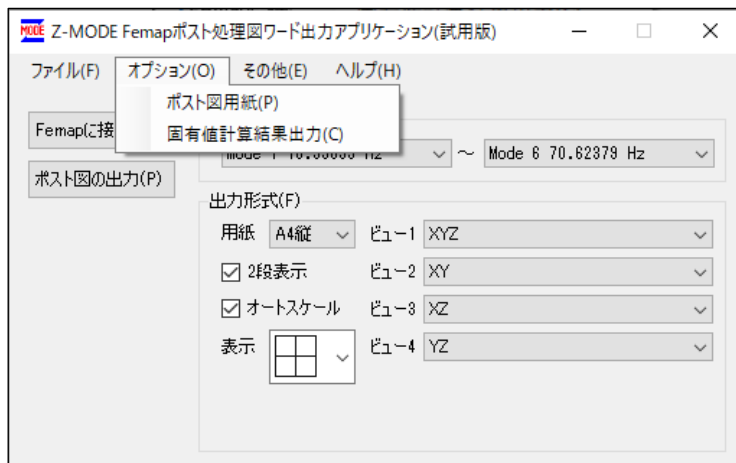 MODE Z-MODE Femapポスト処理図ワード出力アプリケーション(試用版)
ファイル(F) オプション(O) その他(E) ヘルプ(H)
ポスト図用紙(P)
固有値計算結果出力(C)
Femapに接
～ Mode 6 70.62379 Hz
ポスト図の出力(P)
出力形式(F)
用紙 A4縦 ビュー1 XYZ
2段表示 ビュー2 XY
オートスケール ビュー3 XZ
表示 ビュー4 YZ